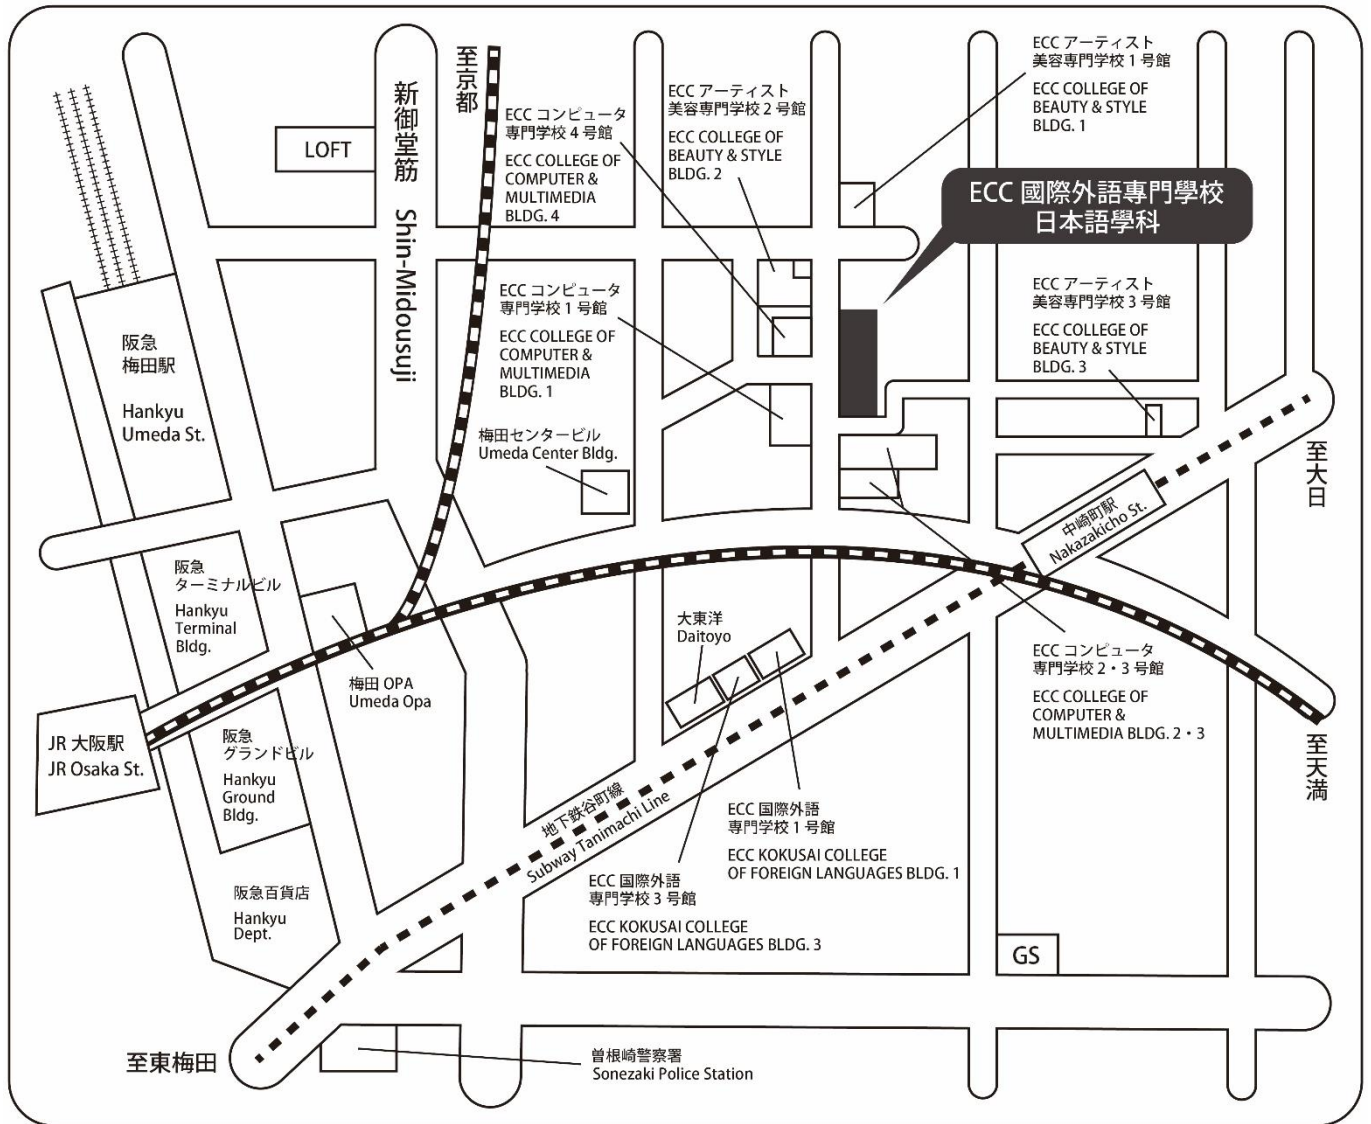 至京都
新御堂筋 Shin-Midousuji
LOFT
ECC コンピュータ
専門学校 4 号館
ECC COLLEGE OF
COMPUTER &
MULTIMEDIA
BLDG. 4
ECC アーティスト
美容専門学校 2 号館
ECC COLLEGE OF
BEAUTY & STYLE
BLDG. 2
ECC アーティスト
美容専門学校 1 号館
ECC COLLEGE OF
BEAUTY & STYLE
BLDG. 1
ECC 國際外語專門學校
日本語學科
ECC コンピュータ
専門学校 1 号館
ECC COLLEGE OF
COMPUTER &
MULTIMEDIA
BLDG. 1
ECC アーティスト
美容専門学校 3 号館
ECC COLLEGE OF
BEAUTY & STYLE
BLDG. 3
阪急
梅田駅
Hankyu
Umeda St.
梅田センタービル
Umeda Center Bldg.
至大日
中崎町駅
Nakazakicho St.
阪急
ターミナルビル
Hankyu
Terminal
Bldg.
大東洋
Daitoyo
梅田 OPA
Umeda Opa
ECC コンピュータ
専門学校 2・3 号館
ECC COLLEGE OF
COMPUTER &
MULTIMEDIA BLDG. 2・3
至天満
JR 大阪駅
JR Osaka St.
阪急
グランドビル
Hankyu
Ground
Bldg.
地下鉄谷町線
Subway Tanimachi Line
ECC 国際外語
専門学校 1 号館
ECC KOKUSAI COLLEGE
OF FOREIGN LANGUAGES BLDG. 1
ECC 国際外語
専門学校 3 号館
ECC KOKUSAI COLLEGE
OF FOREIGN LANGUAGES BLDG. 3
阪急百貨店
Hankyu
Dept.
GS
至東梅田
曽根崎警察署
Sonezaki Police Station